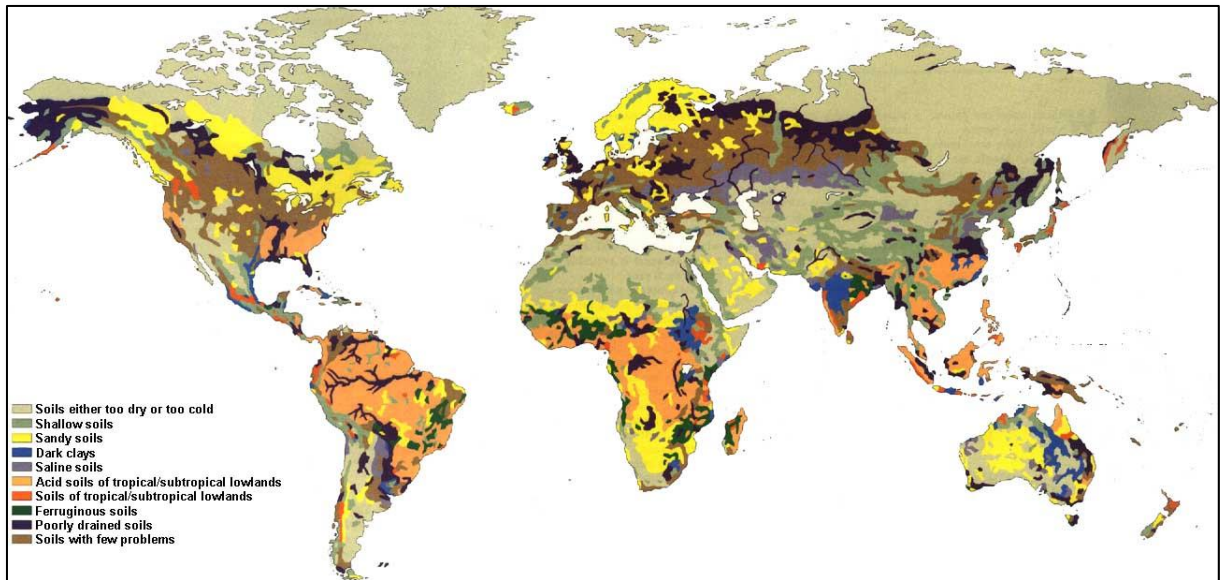 Soils either too dry or too cold
Shallow soils
Sandy soils
Dark clays
Saline soils
Acid soils of tropical/subtropical lowlands
Soils of tropical/subtropical lowlands
Ferruginous soils
Poorly drained soils
Soils with few problems